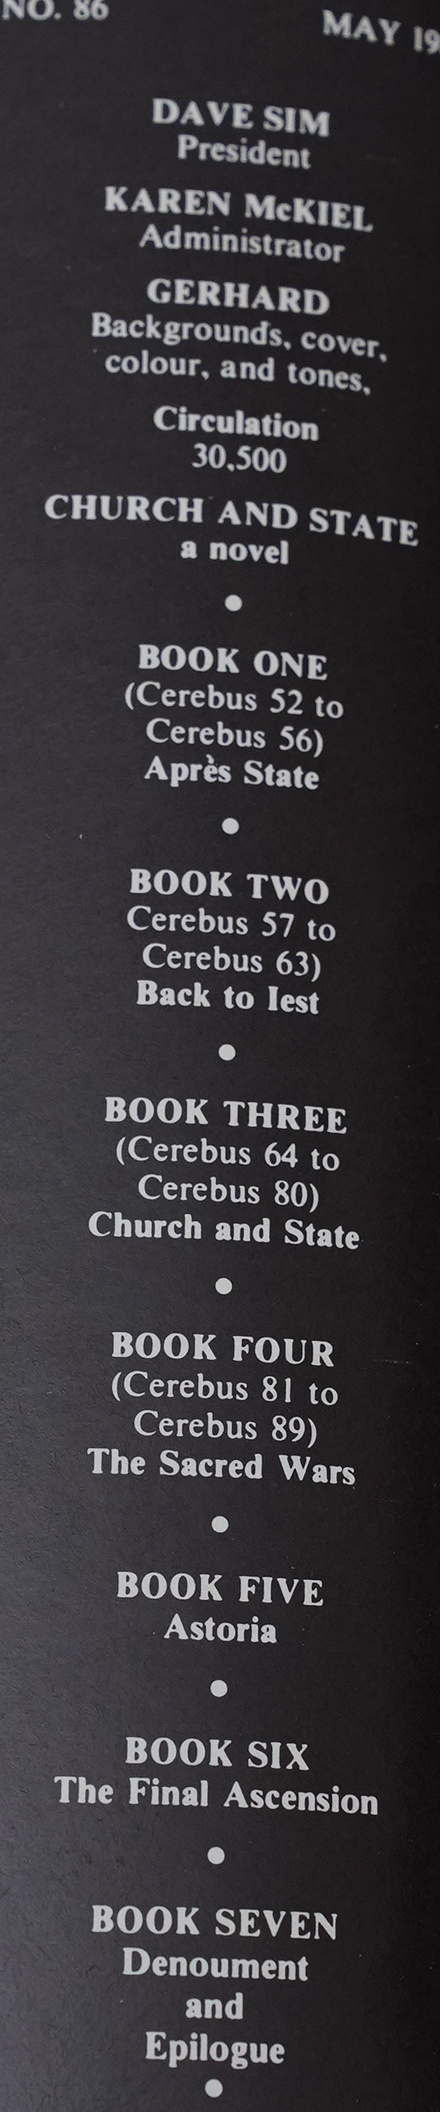 NO. 86 MAY 19
DAVE SIM
President
KAREN McKIEL
Administrator
GERHARD
Backgrounds, cover,
colour, and tones,
Circulation
30,500
CHURCH AND STATE
a novel
•
BOOK ONE
(Cerebus 52 to
Cerebus 56)
Après State
•
BOOK TWO
Cerebus 57 to
Cerebus 63)
Back to Iest
•
BOOK THREE
(Cerebus 64 to
Cerebus 80)
Church and State
•
BOOK FOUR
(Cerebus 81 to
Cerebus 89)
The Sacred Wars
•
BOOK FIVE
Astoria
•
BOOK SIX
The Final Ascension
•
BOOK SEVEN
Denoument
and
Epilogue
•